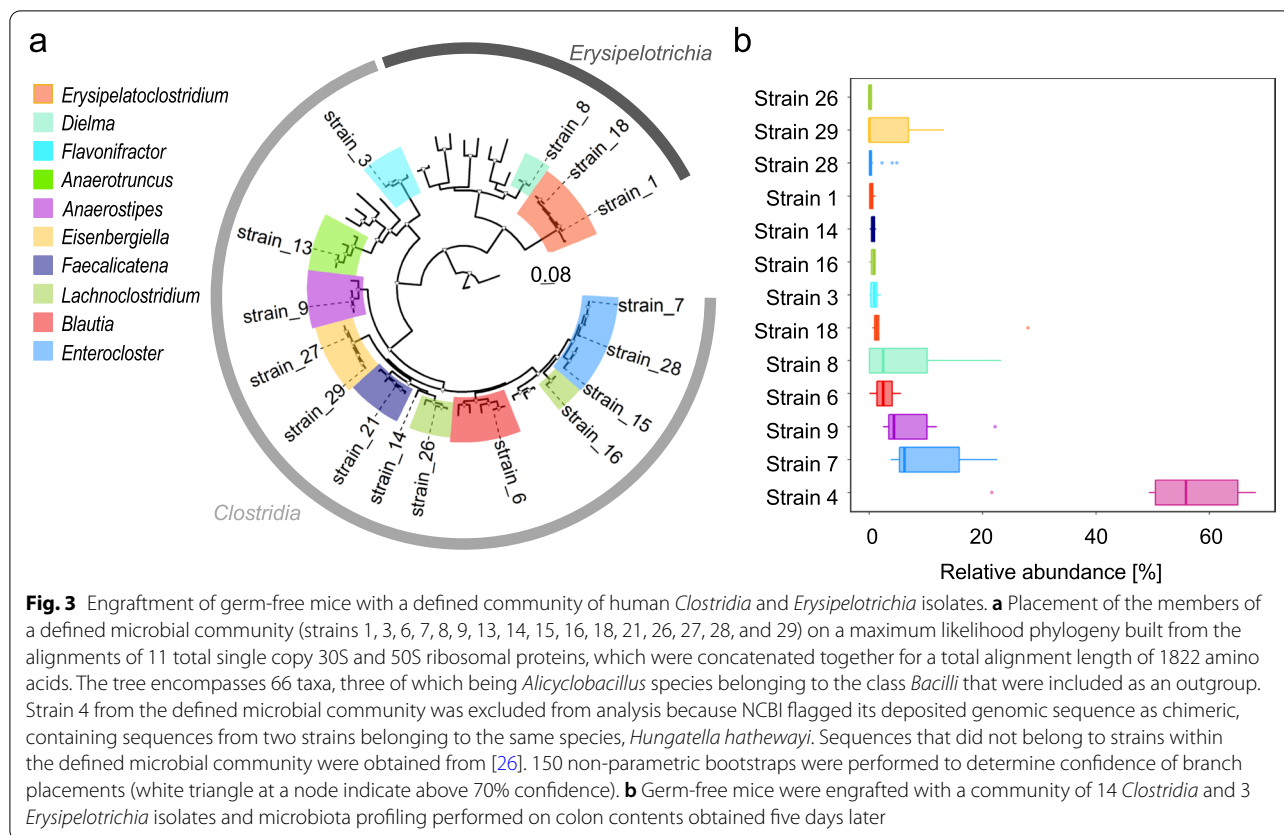 a
Erysipelotrichia
Erysipelatoclostridium
Dielma
Flavonifractor
Anaerotruncus
Anaerostipes
Eisenbergiella
Faecalicatena
Lachnoclostridium
Blautia
Enterocloster
strain_3
strain_8
strain_18
strain_1
strain_13
0.08
strain_9
strain_7
strain_27
strain_28
strain_29
strain_15
strain_21
strain_16
strain_14
strain_26
strain_6
Clostridia
b
Strain 26
Strain 29
Strain 28
Strain 1
Strain 14
Strain 16
Strain 3
Strain 18
Strain 8
Strain 6
Strain 9
Strain 7
Strain 4
0 20 40 60
Relative abundance [%]
Fig. 3 Engraftment of germ-free mice with a defined community of human Clostridia and Erysipelotrichia isolates. a Placement of the members of
a defined microbial community (strains 1, 3, 6, 7, 8, 9, 13, 14, 15, 16, 18, 21, 26, 27, 28, and 29) on a maximum likelihood phylogeny built from the
alignments of 11 total single copy 30S and 50S ribosomal proteins, which were concatenated together for a total alignment length of 1822 amino
acids. The tree encompasses 66 taxa, three of which being Alicyclobacillus species belonging to the class Bacilli that were included as an outgroup.
Strain 4 from the defined microbial community was excluded from analysis because NCBI flagged its deposited genomic sequence as chimeric,
containing sequences from two strains belonging to the same species, Hungatella hathewayi. Sequences that did not belong to strains within
the defined microbial community were obtained from [26]. 150 non-parametric bootstraps were performed to determine confidence of branch
placements (white triangle at a node indicate above 70% confidence). b Germ-free mice were engrafted with a community of 14 Clostridia and 3
Erysipelotrichia isolates and microbiota profiling performed on colon contents obtained five days later